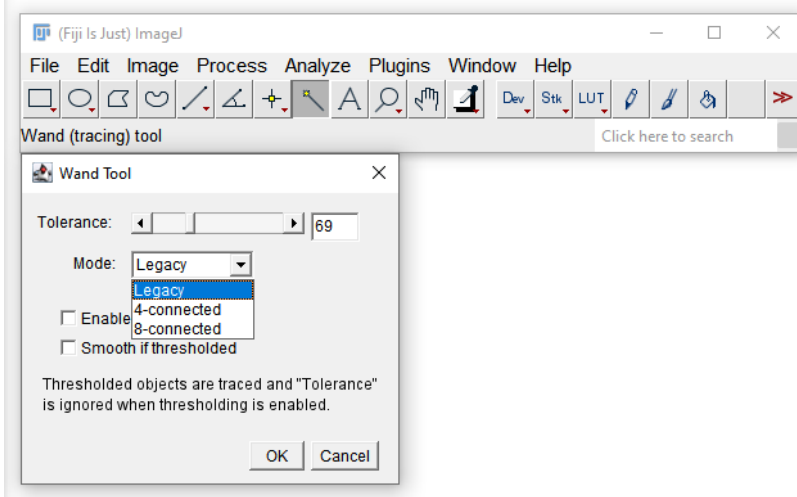 (Fiji Is Just) ImageJ
File Edit Image Process Analyze Plugins Window Help
A Dev Stk LUT
Wand (tracing) tool Click here to search
Wand Tool
Tolerance: 69
Mode: Legacy
Legacy
4-connected
Enable
8-connected
Smooth if thresholded
Thresholded objects are traced and "Tolerance"
is ignored when thresholding is enabled.
OK Cancel